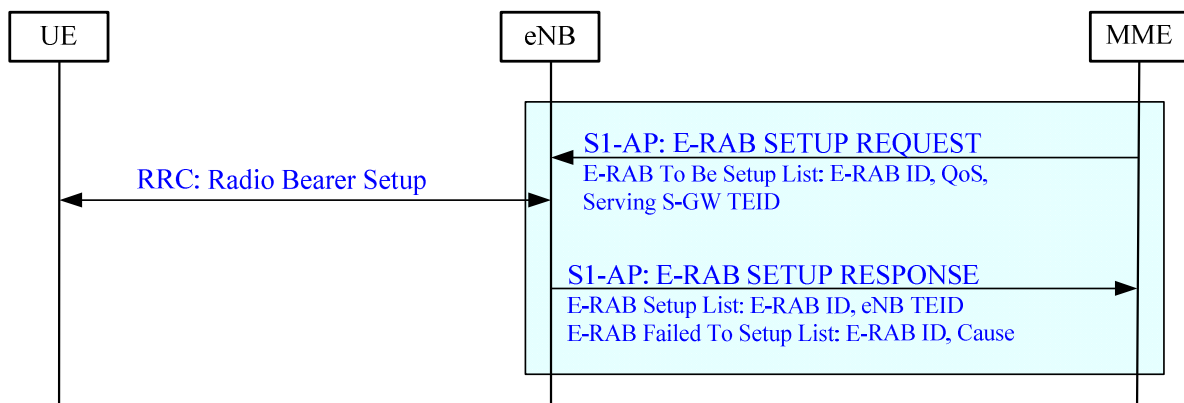 UE
eNB
MME
S1-AP: E-RAB SETUP REQUEST
E-RAB To Be Setup List: E-RAB ID, QoS,
Serving S-GW TEID
RRC: Radio Bearer Setup
S1-AP: E-RAB SETUP RESPONSE
E-RAB Setup List: E-RAB ID, eNB TEID
E-RAB Failed To Setup List: E-RAB ID, Cause